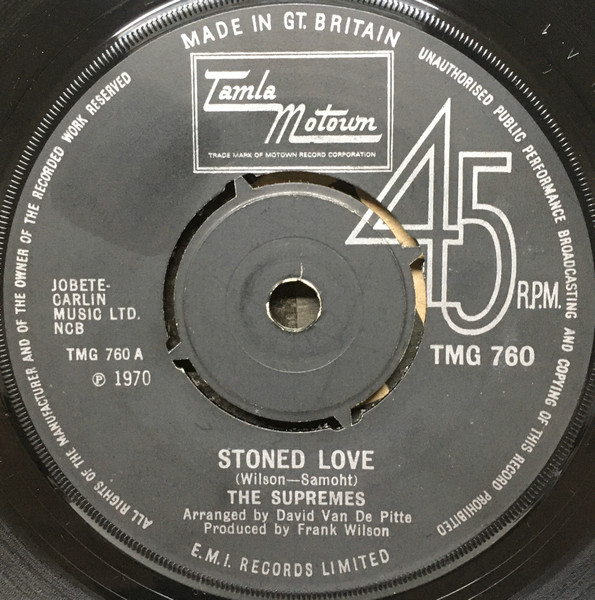 MADE IN GT. BRITAIN
UNAUTHORISED PUBLIC PERFORMANCE BROADCASTING AND COPYING OF THIS RECORD PROHIBITED
ALL RIGHTS OF THE MANUFACTURER AND OF THE OWNER OF THE RECORDED WORK RESERVED
Tamla
Motown
TRADE MARK OF MOTOWN RECORD CORPORATION
45
R.P.M.
JOBETE-
CARLIN
MUSIC LTD.
NCB
TMG 760 A
℗ 1970
TMG 760
STONED LOVE
(Wilson—Samoht)
THE SUPREMES
Arranged by David Van De Pitte
Produced by Frank Wilson
E.M.I. RECORDS LIMITED